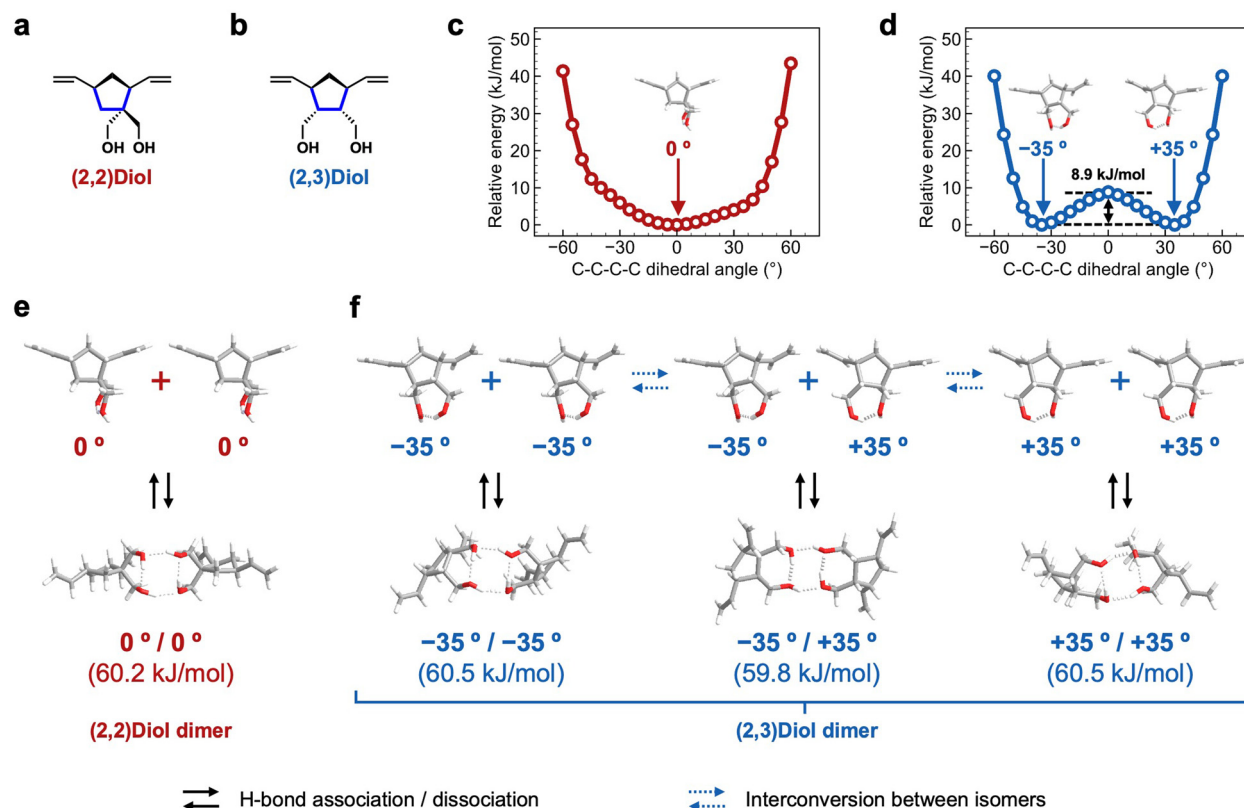 a
b
c
d
OH OH
(2,2)Diol
OH OH
(2,3)Diol
Relative energy (kJ/mol)
50
40
30
20
10
0
0 º
−60 −30 0 30 60
C-C-C-C dihedral angle (°)
Relative energy (kJ/mol)
50
40
30
20
10
0
−35 º +35 º
8.9 kJ/mol
−60 −30 0 30 60
C-C-C-C dihedral angle (°)
e
f
+
+
+
+
0 º 0 º
−35 º −35 º
−35 º +35 º
+35 º +35 º
0 º / 0 º
(60.2 kJ/mol)
(2,2)Diol dimer
−35 º / −35 º
(60.5 kJ/mol)
−35 º / +35 º
(59.8 kJ/mol)
+35 º / +35 º
(60.5 kJ/mol)
(2,3)Diol dimer
H-bond association / dissociation
Interconversion between isomers